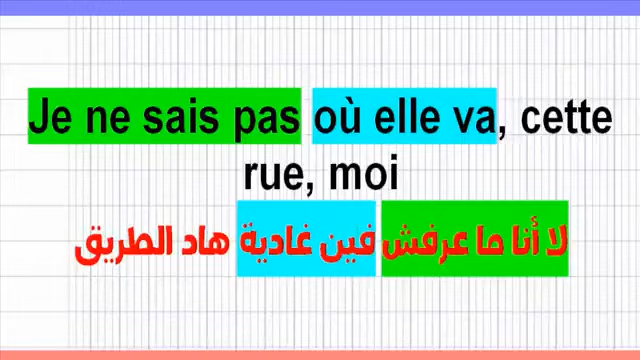 Je ne sais pas où elle va, cette
rue, moi
لا أنا ما عرفش فين غادية هاد الطريق